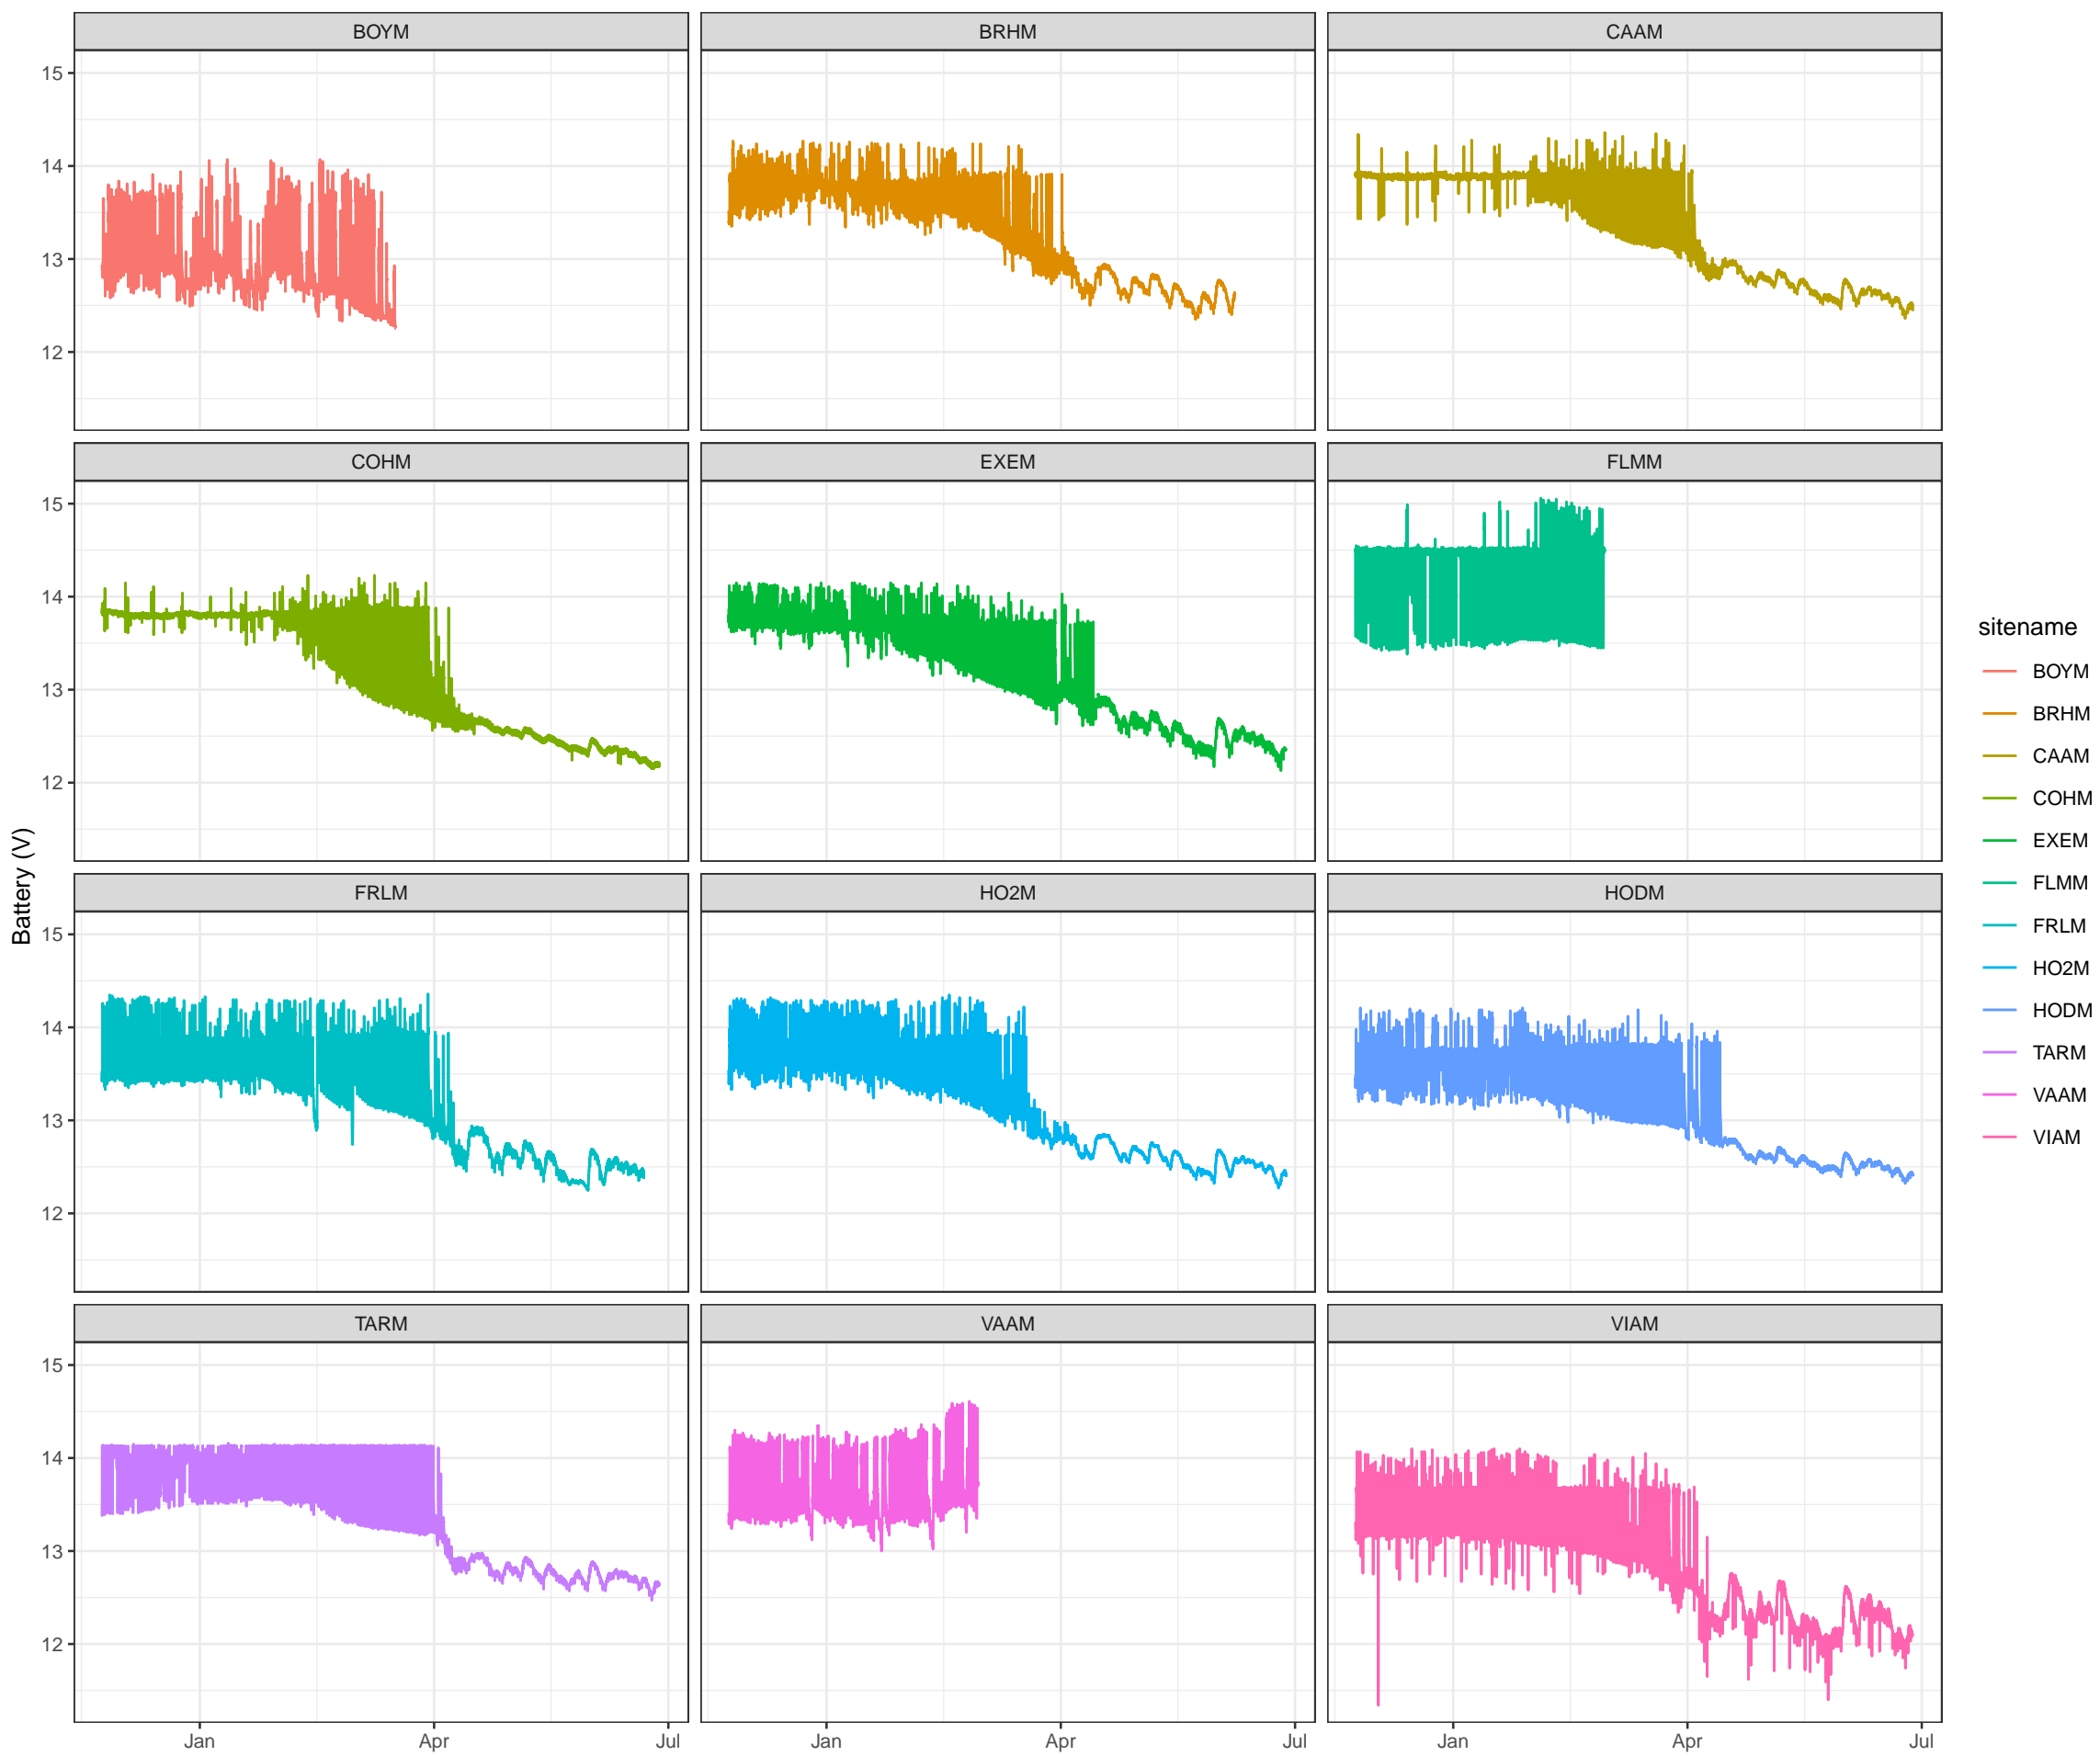 BOYM
BRHM
CAAM
15
14
13
12
COHM
EXEM
FLMM
15
14
13
12
FRLM
HO2M
HODM
15
14
13
12
TARM
VAAM
VIAM
15
14
13
12
Jan Apr Jul
Jan Apr Jul
Jan Apr Jul
Battery (V)
sitename
BOYM
BRHM
CAAM
COHM
EXEM
FLMM
FRLM
HO2M
HODM
TARM
VAAM
VIAM